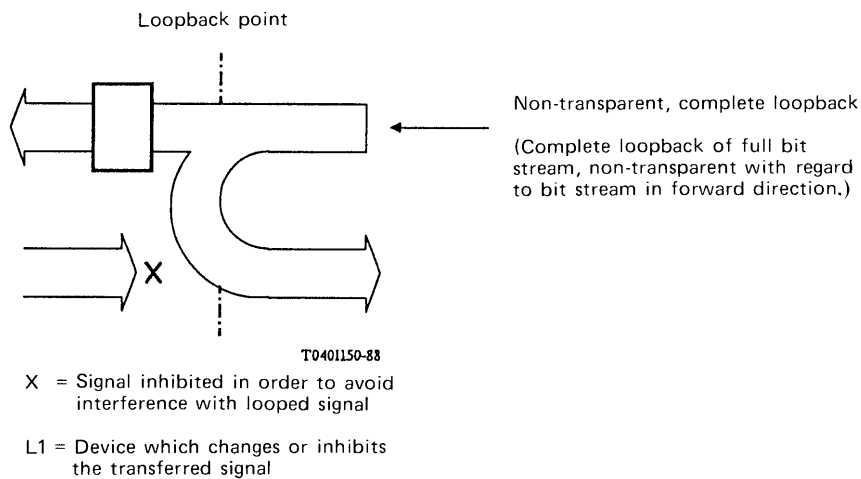 Loopback point
Non-transparent, complete loopback
(Complete loopback of full bit
stream, non-transparent with regard
to bit stream in forward direction.)
X
T0401150-88
X = Signal inhibited in order to avoid
interference with looped signal
L1 = Device which changes or inhibits
the transferred signal